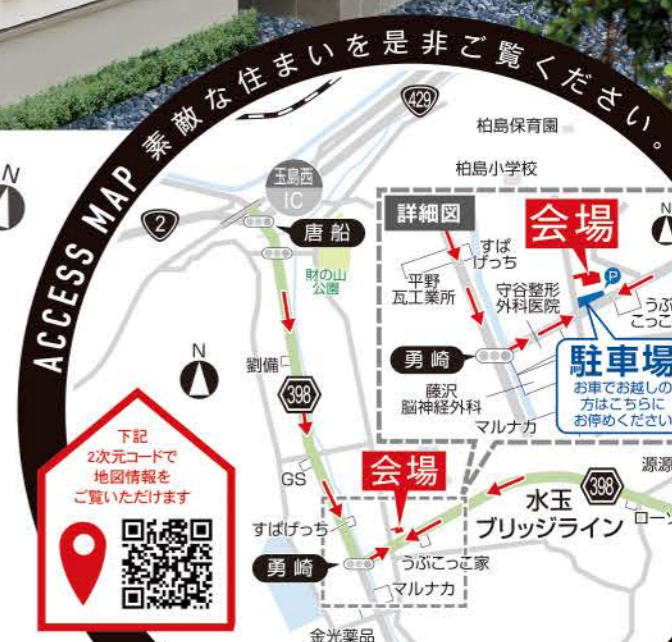 ACCESS MAP 素敵な住まいを是非ご覧ください。
N
429
柏島保育園
柏島小学校
玉島西
IC
2
唐船
財の山
公園
N
劉備
398
GS
すぱげっち
勇崎
会場
うぶこっこ家
マルナカ
金光薬品
水玉
ブリッジライン
398
源源
ロー
詳細図
N
会場
P
すぱ
げっち
平野
瓦工業所
守谷整形
外科医院
うぶ
こっこ
勇崎
藤沢
脳神経外科
マルナカ
駐車場
お車でお越しの
方はこちらに
お停めください
下記
2次元コードで
地図情報を
ご覧いただけます